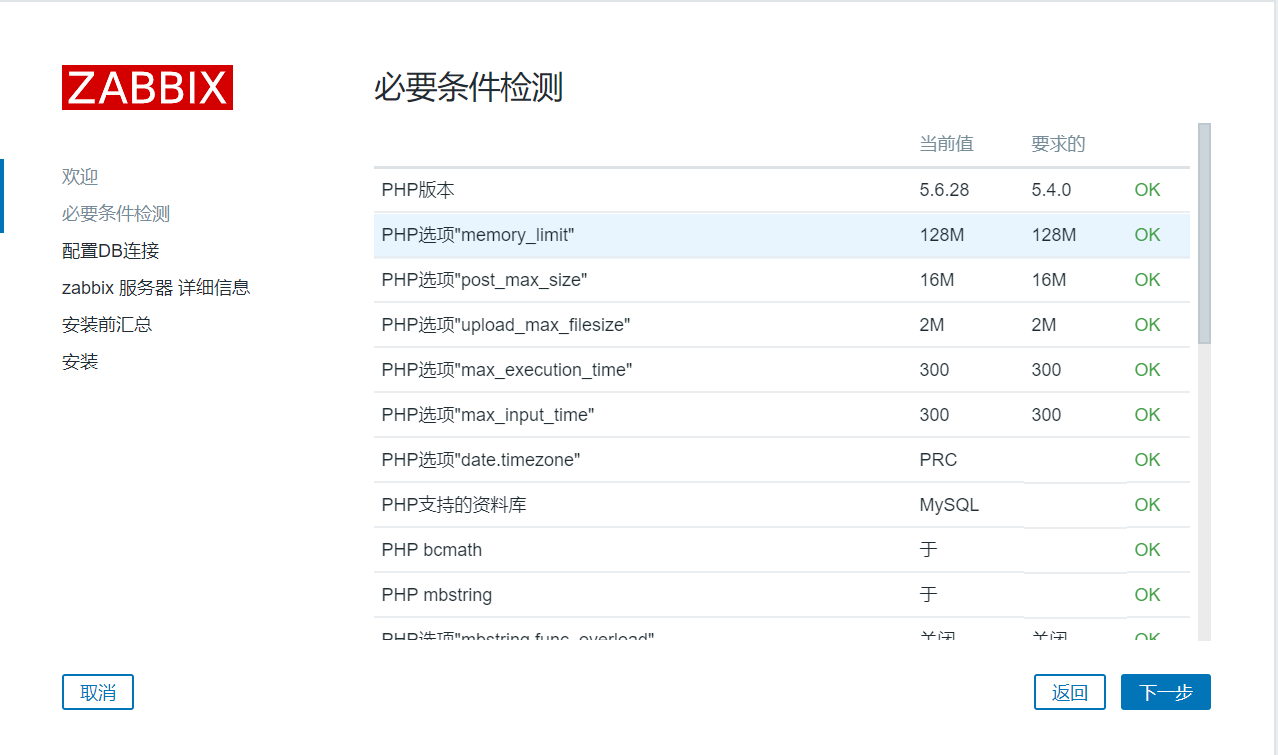 ZABBIX
必要条件检测
欢迎
必要条件检测
配置DB连接
zabbix 服务器 详细信息
安装前汇总
安装
当前值 要求的
PHP版本 5.6.28 5.4.0 OK
PHP选项"memory_limit" 128M 128M OK
PHP选项"post_max_size" 16M 16M OK
PHP选项"upload_max_filesize" 2M 2M OK
PHP选项"max_execution_time" 300 300 OK
PHP选项"max_input_time" 300 300 OK
PHP选项"date.timezone" PRC OK
PHP支持的资料库 MySQL OK
PHP bcmath 于 OK
PHP mbstring 于 OK
PHP选项"mbstring.func_overload" 关闭 关闭 OK
取消 返回 下一步